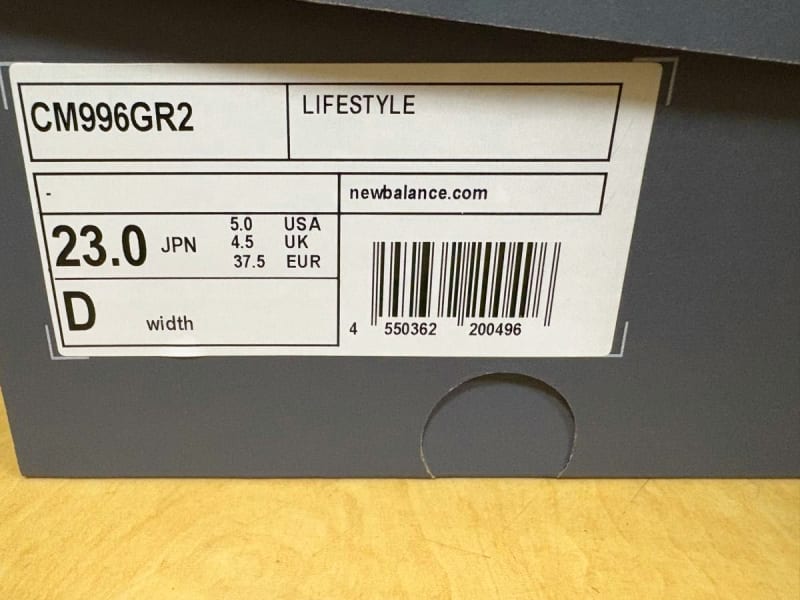 CM996GR2
LIFESTYLE
-
newbalance.com
23.0 JPN
5.0 USA
4.5 UK
37.5 EUR
D width
4 550362 200496